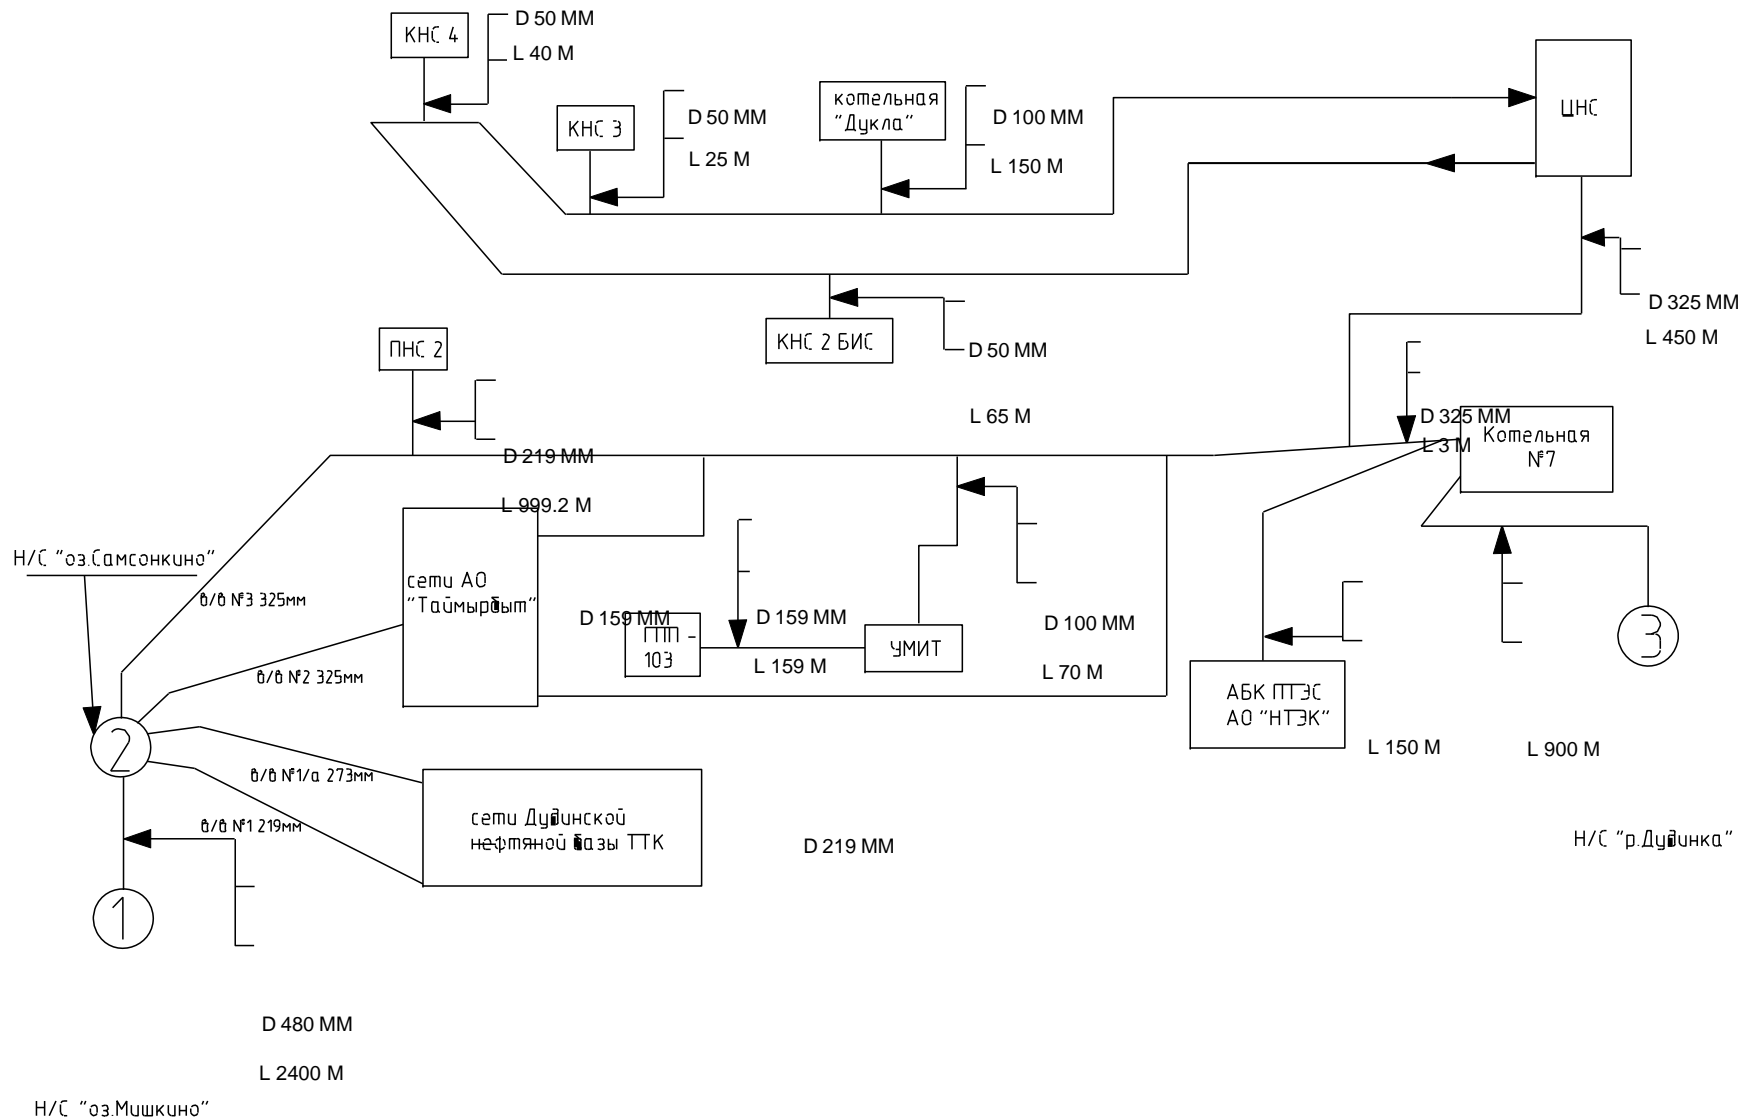 КНС 4
D 50 ММ
L 40 М
КНС 3
D 50 ММ
L 25 М
котельная
"Дукла"
D 100 ММ
L 150 М
ЦНС
D 325 ММ
L 450 М
КНС 2 БИС
D 50 ММ
L 65 М
ПНС 2
D 219 ММ
L 999.2 М
D 325 ММ
L 3 М
Котельная
№7
Н/С "оз.Самсонкино"
в/в №3 325мм
сети АО
"Таймырбыт"
D 159 ММ
ГПП -
103
D 159 ММ
L 159 М
УМИТ
D 100 ММ
L 70 М
3
в/в №2 325мм
АБК ПТЭС
АО "НТЭК"
L 150 М
L 900 М
2
в/в №1/а 273мм
в/в №1 219мм
сети Дудинской
нефтяной базы ТТК
D 219 ММ
Н/С "р.Дудинка"
1
D 480 ММ
L 2400 М
Н/С "оз.Мишкино"